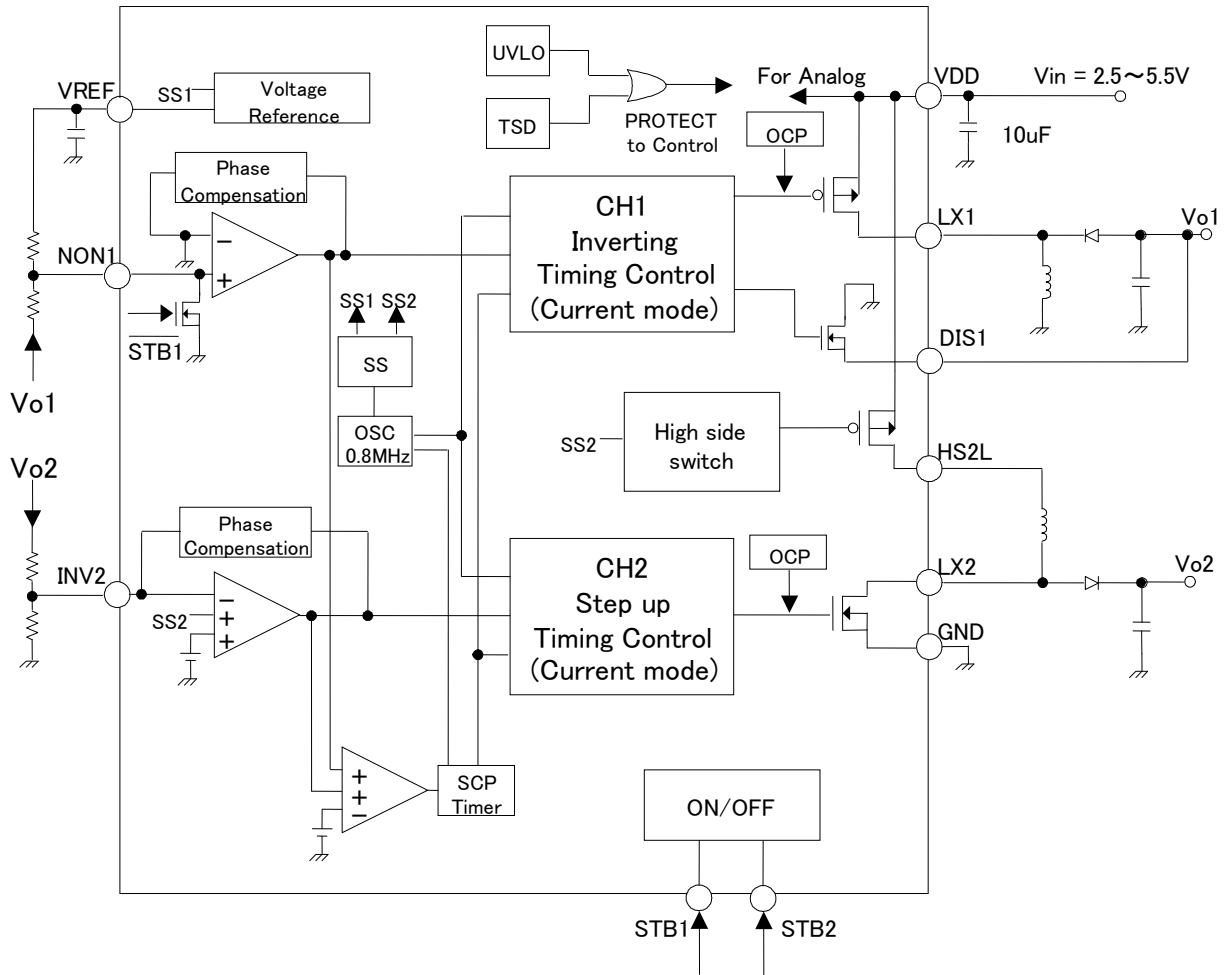 UVLO
TSD
PROTECT
to Control
For Analog
VDD
Vin = 2.5～5.5V
10uF
VREF
SS1
Voltage
Reference
OCP
Phase
Compensation
−
+
NON1
STB1
Vo1
CH1
Inverting
Timing Control
(Current mode)
LX1
Vo1
DIS1
SS1
SS2
SS
OSC
0.8MHz
SS2
High side
switch
HS2L
Vo2
INV2
Phase
Compensation
−
SS2
+
+
CH2
Step up
Timing Control
(Current mode)
OCP
LX2
Vo2
GND
+
+
−
SCP
Timer
ON/OFF
STB1
STB2